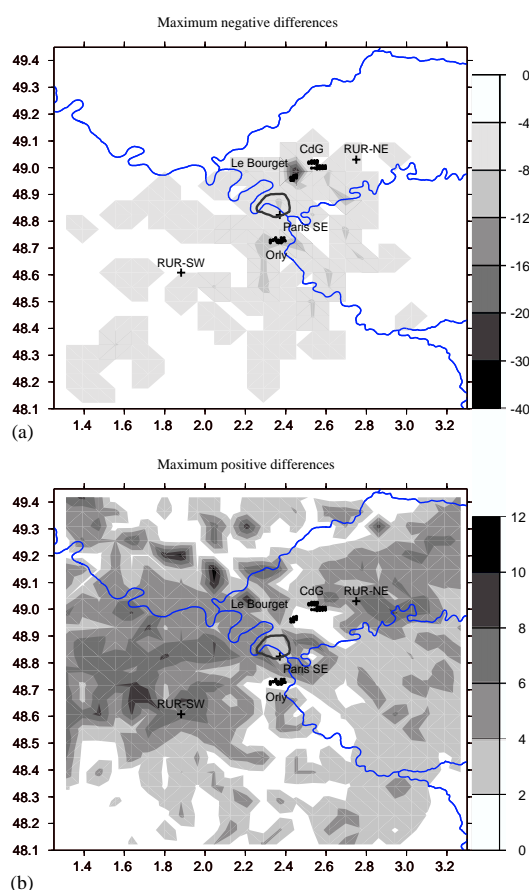 Maximum negative differences
49.4
49.3
49.2
49.1
49.0
48.9
48.8
48.7
48.6
48.5
48.4
48.3
48.2
48.1
CdG
RUR-NE
Le Bourget
Paris SE
Orly
RUR-SW
0
-4
-8
-12
-16
-20
-30
-40
1.4 1.6 1.8 2.0 2.2 2.4 2.6 2.8 3.0 3.2
(a)
Maximum positive differences
49.4
49.3
49.2
49.1
49.0
48.9
48.8
48.7
48.6
48.5
48.4
48.3
48.2
48.1
CdG
RUR-NE
Le Bourget
Paris SE
Orly
RUR-SW
12
10
8
6
4
2
0
1.4 1.6 1.8 2.0 2.2 2.4 2.6 2.8 3.0 3.2
(b)